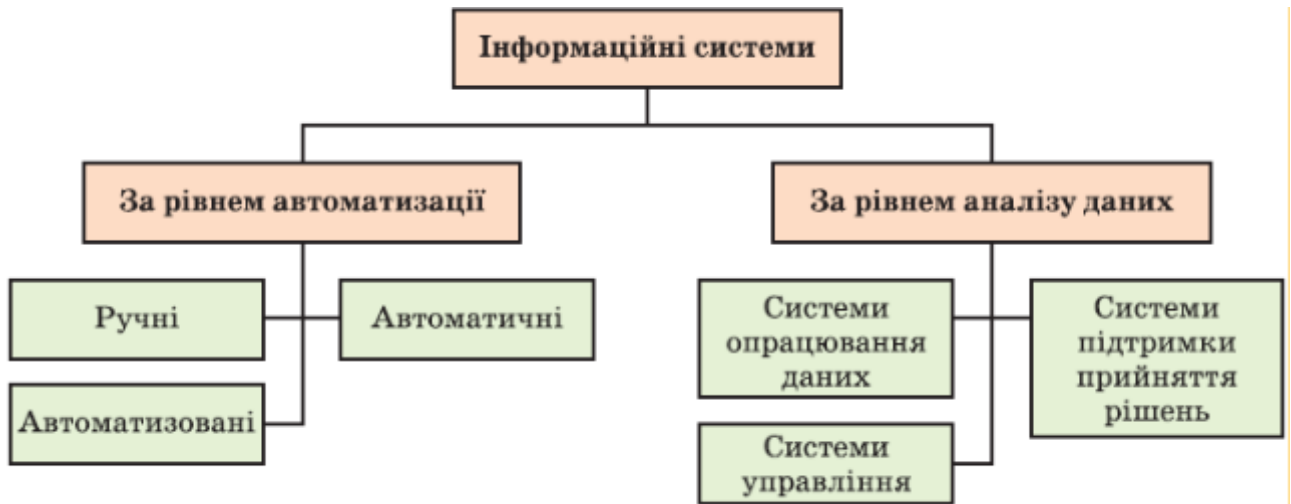 Інформаційні системи
За рівнем автоматизації
За рівнем аналізу даних
Ручні
Автоматичні
Автоматизовані
Системи
опрацювання
даних
Системи
підтримки
прийняття
рішень
Системи
управління